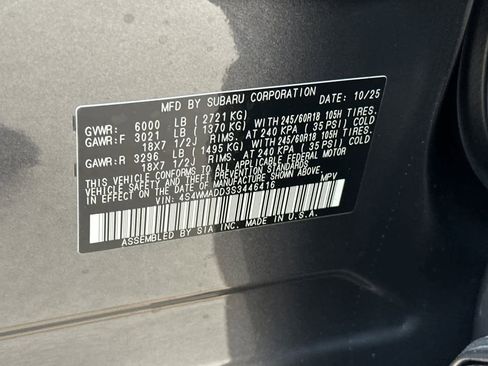 MFD BY SUBARU CORPORATION DATE: 10/25
GVWR: 6000 LB ( 2721 KG)
GAWR:F 3021 LB ( 1370 KG) WITH 245/60R18 105H TIRES.
18X7 1/2J RIMS. AT 240 KPA ( 35 PSI) COLD
GAWR:R 3296 LB ( 1495 KG) WITH 245/60R18 105H TIRES.
18X7 1/2J RIMS. AT 240 KPA ( 35 PSI) COLD
THIS VEHICLE CONFORMS TO ALL APPLICABLE FEDERAL MOTOR
VEHICLE SAFETY, BUMPER, AND THEFT PREVENTION STANDARDS
IN EFFECT ON THE DATE OF MANUFACTURE SHOWN ABOVE.
VIN: 4S4WMADD3S3446416 MPV
ASSEMBLED BY SIA INC. MADE IN U.S.A.